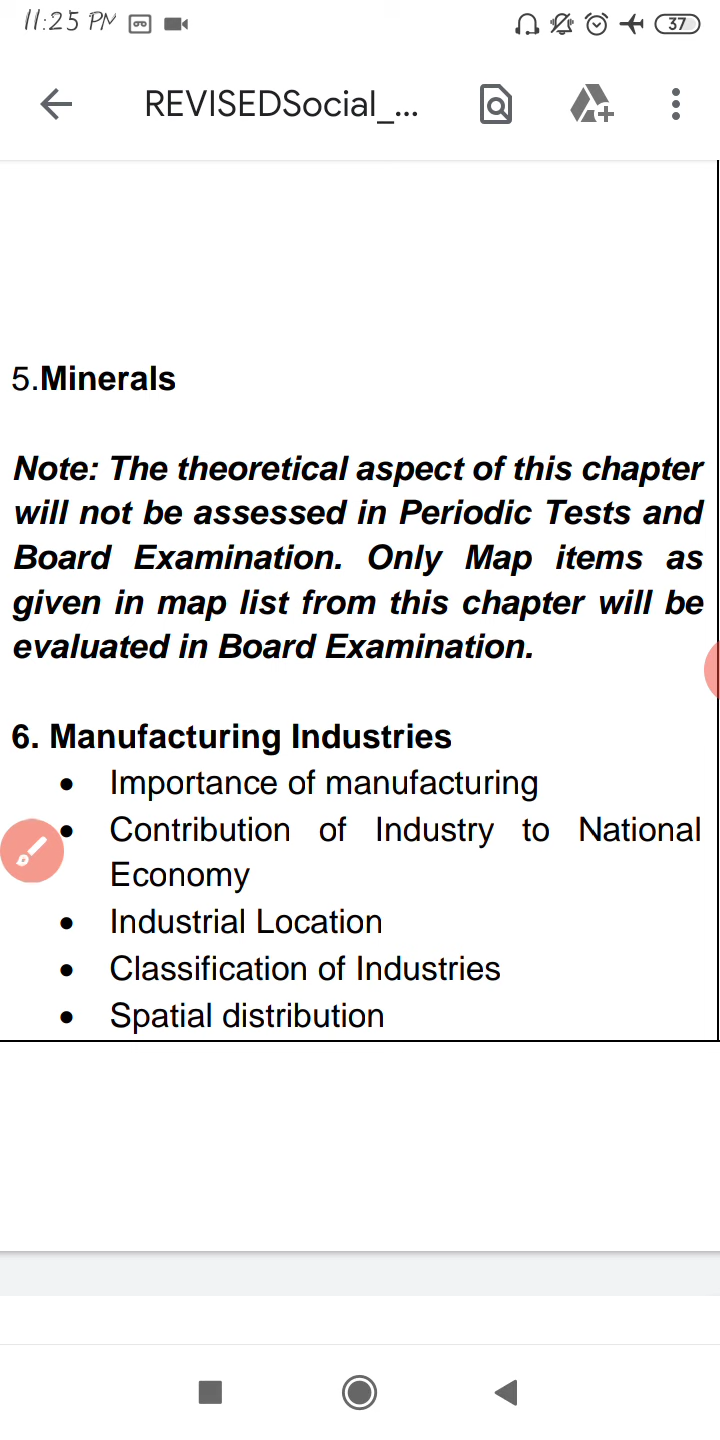 11:25 PM
37
REVISEDSocial_...
5.Minerals
Note: The theoretical aspect of this chapter
will not be assessed in Periodic Tests and
Board Examination. Only Map items as
given in map list from this chapter will be
evaluated in Board Examination.
6. Manufacturing Industries
• Importance of manufacturing
• Contribution of Industry to National
Economy
• Industrial Location
• Classification of Industries
• Spatial distribution